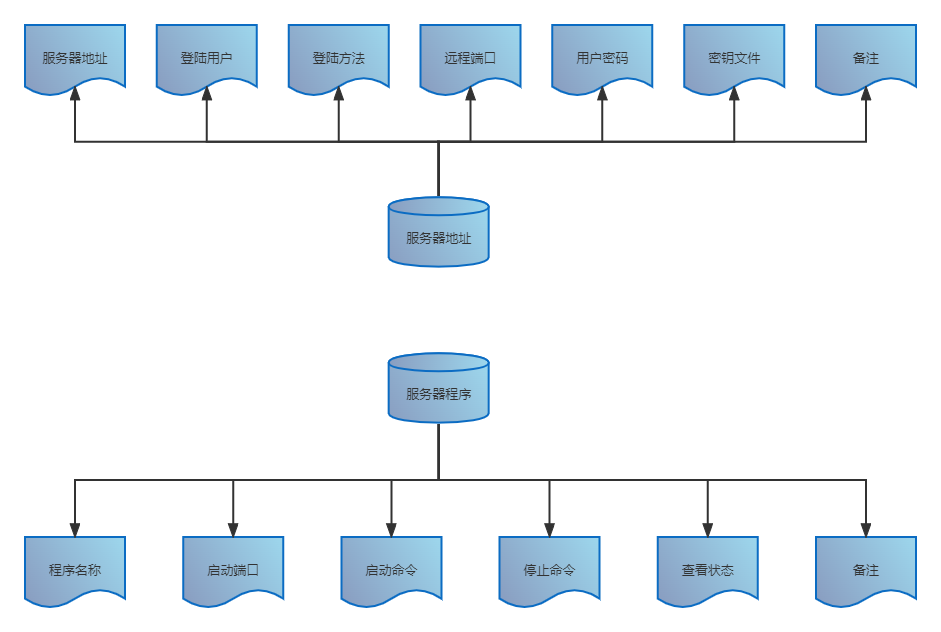 服务器地址
登陆用户
登陆方法
远程端口
用户密码
密钥文件
备注
服务器地址
服务器程序
程序名称
启动端口
启动命令
停止命令
查看状态
备注